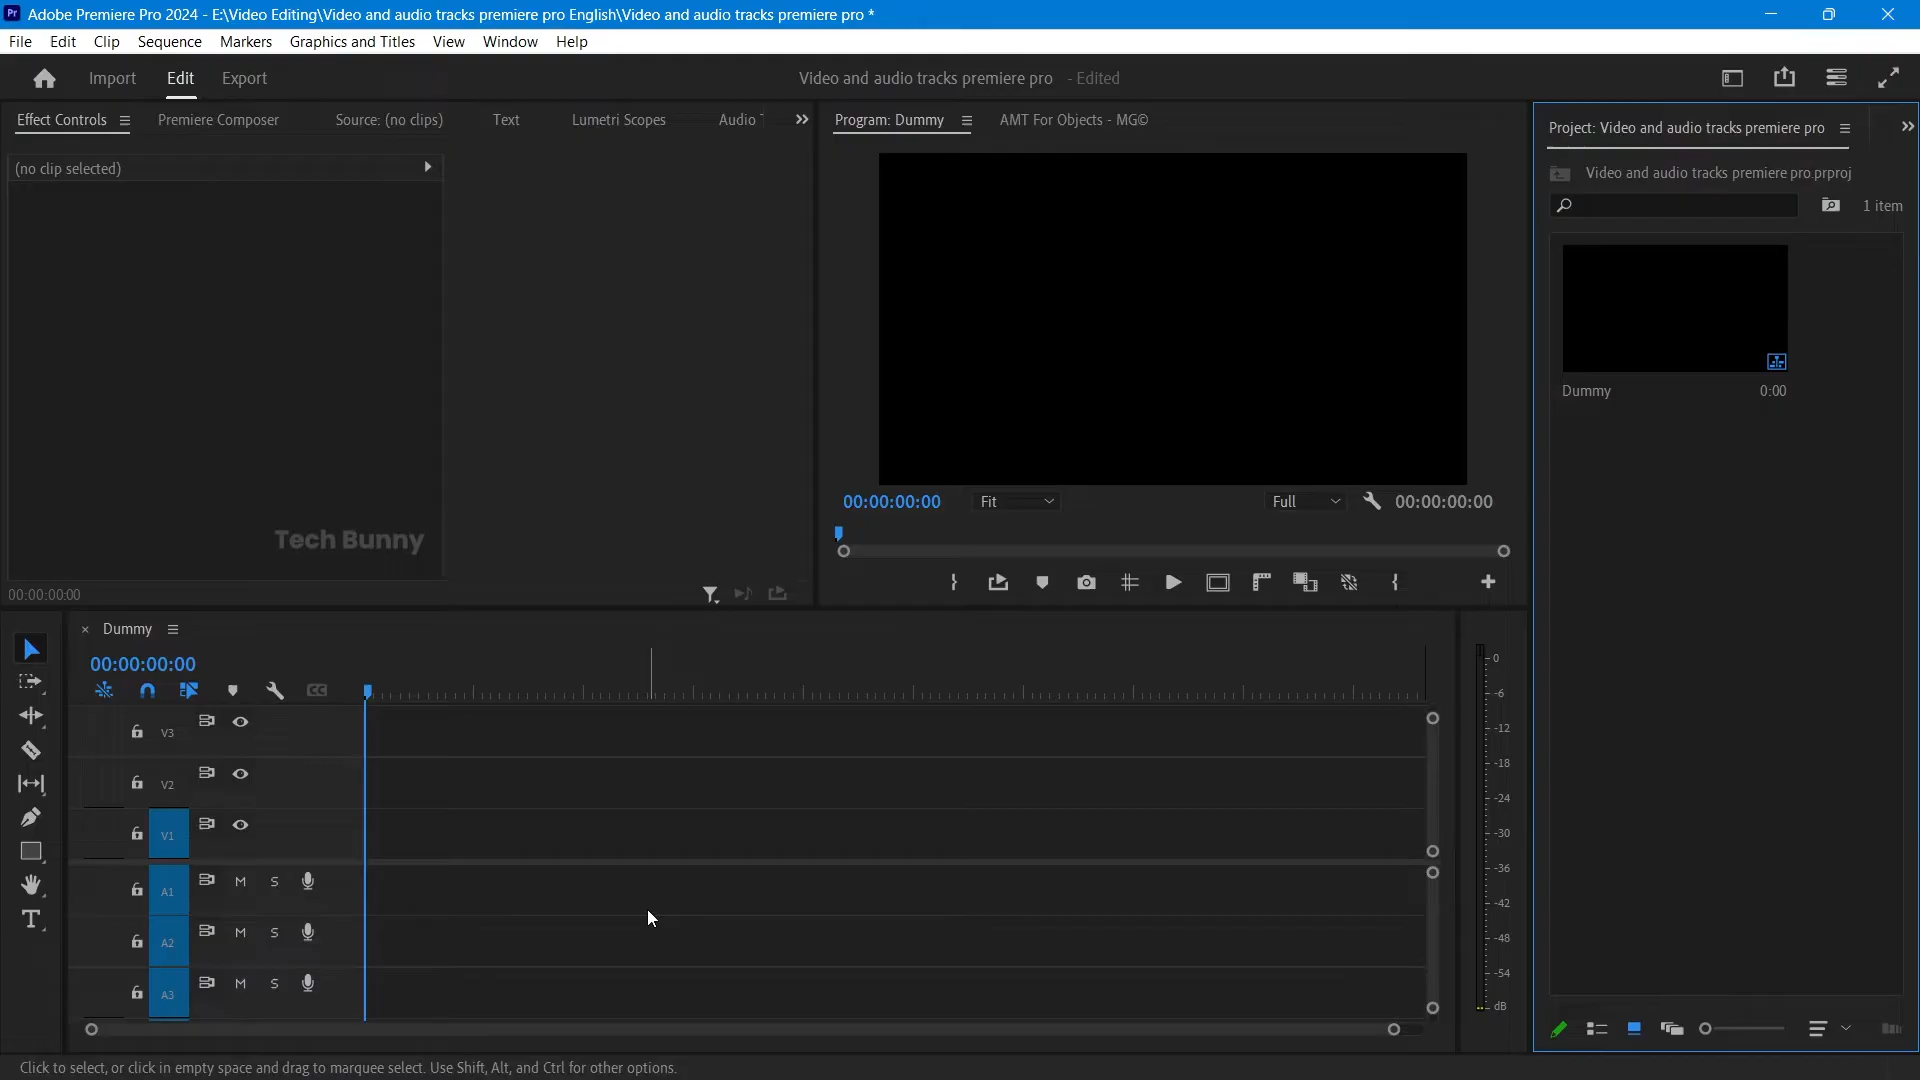 Pr Adobe Premiere Pro 2024 - E:\Video Editing\Video and audio tracks premiere pro English\Video and audio tracks premiere pro *
File Edit Clip Sequence Markers Graphics and Titles View Window Help
Import Edit Export Video and audio tracks premiere pro - Edited
Effect Controls Premiere Composer Source: (no clips) Text Lumetri Scopes Audio
Program: Dummy AMT For Objects - MG©
Project: Video and audio tracks premiere pro
(no clip selected)
Video and audio tracks premiere pro.prproj
1 item
Dummy 0:00
Tech Bunny
00:00:00:00
00:00:00:00 Fit Full 00:00:00:00
× Dummy
00:00:00:00
CC
V3
V2
V1
A1 M S
A2 M S
A3 M S
0
-6
-12
-18
-24
-30
-36
-42
-48
-54
dB
Click to select, or click in empty space and drag to marquee select. Use Shift, Alt, and Ctrl for other options.